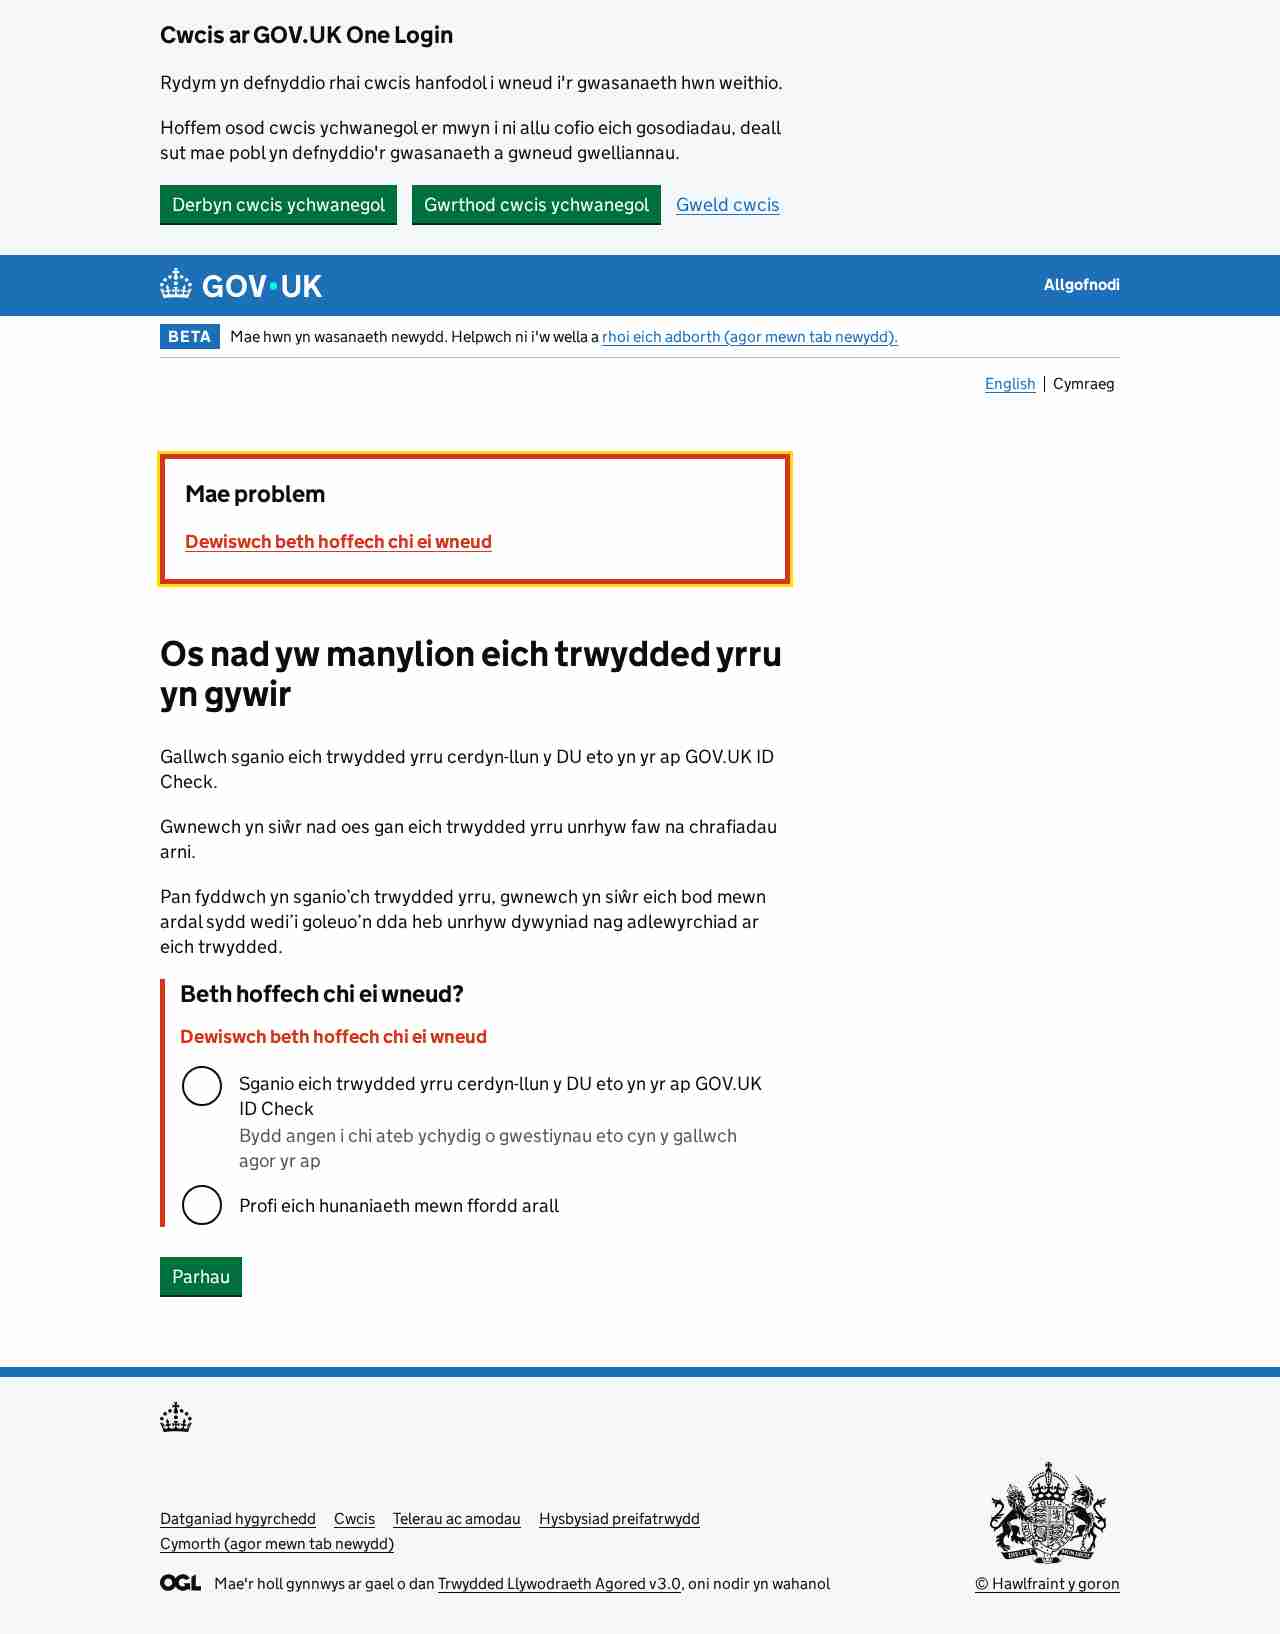 Cwcis ar GOV.UK One Login
Rydym yn defnyddio rhai cwcis hanfodol i wneud i'r gwasanaeth hwn weithio.
Hoffem osod cwcis ychwanegol er mwyn i ni allu cofio eich gosodiadau, deall
sut mae pobl yn defnyddio'r gwasanaeth a gwneud gwelliannau.
Derbyn cwcis ychwanegol Gwrthod cwcis ychwanegol Gweld cwcis
GOV·UK Allgofnodi
BETA Mae hwn yn wasanaeth newydd. Helpwch ni i'w wella a rhoi eich adborth (agor mewn tab newydd).
English Cymraeg
Mae problem
Dewiswch beth hoffech chi ei wneud
Os nad yw manylion eich trwydded yrru
yn gywir
Gallwch sganio eich trwydded yrru cerdyn-llun y DU eto yn yr ap GOV.UK ID
Check.
Gwnewch yn siŵr nad oes gan eich trwydded yrru unrhyw faw na chrafiadau
arni.
Pan fyddwch yn sganio’ch trwydded yrru, gwnewch yn siŵr eich bod mewn
ardal sydd wedi’i goleuo’n dda heb unrhyw dywyniad nag adlewyrchiad ar
eich trwydded.
Beth hoffech chi ei wneud?
Dewiswch beth hoffech chi ei wneud
Sganio eich trwydded yrru cerdyn-llun y DU eto yn yr ap GOV.UK
ID Check
Bydd angen i chi ateb ychydig o gwestiynau eto cyn y gallwch
agor yr ap
Profi eich hunaniaeth mewn ffordd arall
Parhau
Datganiad hygyrchedd Cwcis Telerau ac amodau Hysbysiad preifatrwydd
Cymorth (agor mewn tab newydd)
OGL Mae'r holl gynnwys ar gael o dan Trwydded Llywodraeth Agored v3.0, oni nodir yn wahanol
© Hawlfraint y goron